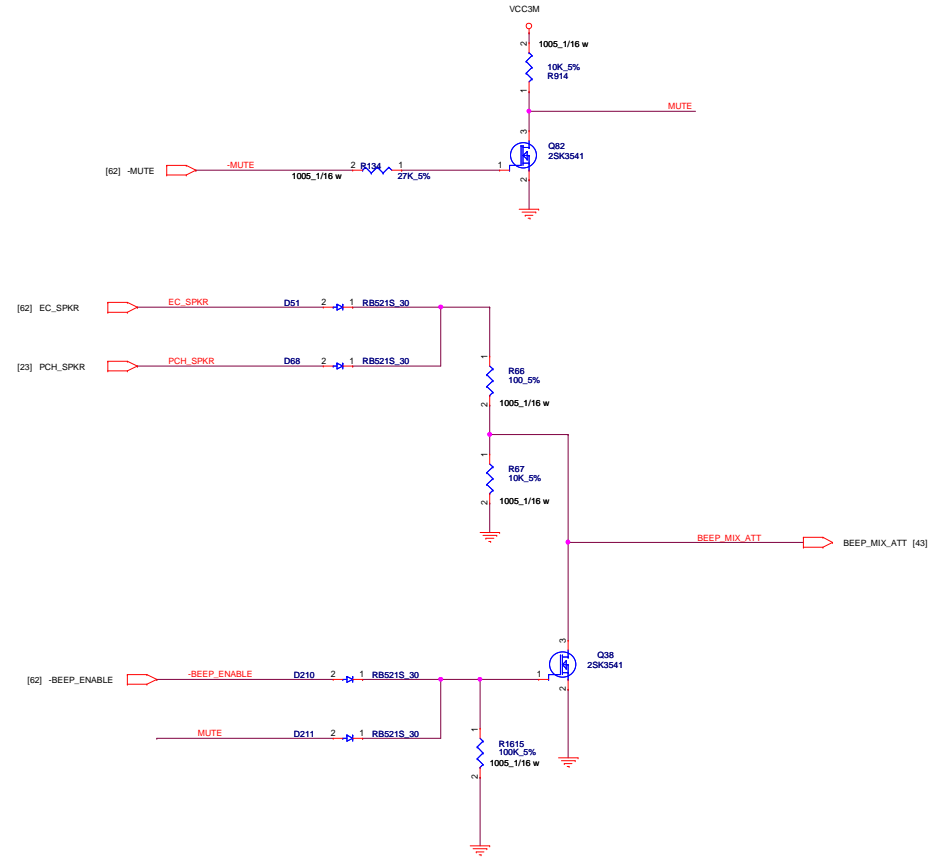 VCC3M
2
1005_1/16 w
10K_5%
R914
1
MUTE
3
Q82
2SK3541
[62] -MUTE
-MUTE
2
R134
1
1005_1/16 w
27K_5%
1
2
[62] EC_SPKR
EC_SPKR
D51
2
1
RB521S_30
[23] PCH_SPKR
PCH_SPKR
D68
2
1
RB521S_30
1
R66
100_5%
2
1005_1/16 w
1
R67
10K_5%
2
1005_1/16 w
BEEP_MIX_ATT
BEEP_MIX_ATT [43]
3
Q38
2SK3541
[62] -BEEP_ENABLE
-BEEP_ENABLE
D210
2
1
RB521S_30
1
2
MUTE
D211
2
1
RB521S_30
1
R1615
100K_5%
1005_1/16 w
2